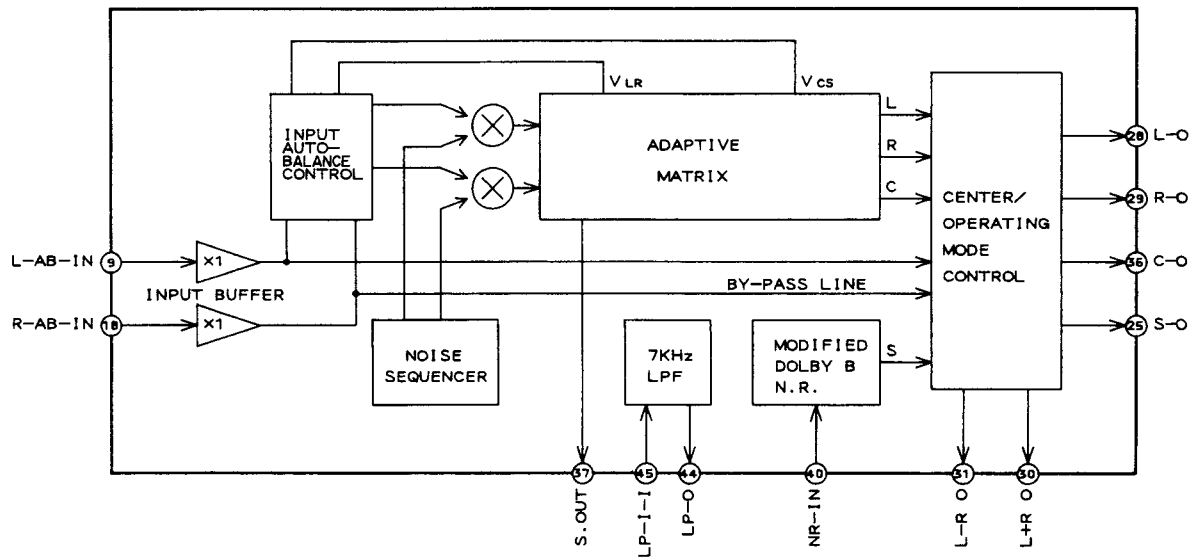 V LR
V CS
INPUT
AUTO-
BALANCE
CONTROL
ADAPTIVE
MATRIX
L
R
C
CENTER/
OPERATING
MODE
CONTROL
28 L-O
29 R-O
36 C-O
25 S-O
L-AB-IN 9
×1
INPUT BUFFER
R-AB-IN 18
×1
BY-PASS LINE
NOISE
SEQUENCER
7KHz
LPF
MODIFIED
DOLBY B
N.R.
S
37
45
44
40
31
30
S.OUT
LP-I-I
LP-O
NR-IN
L-R O
L+R O